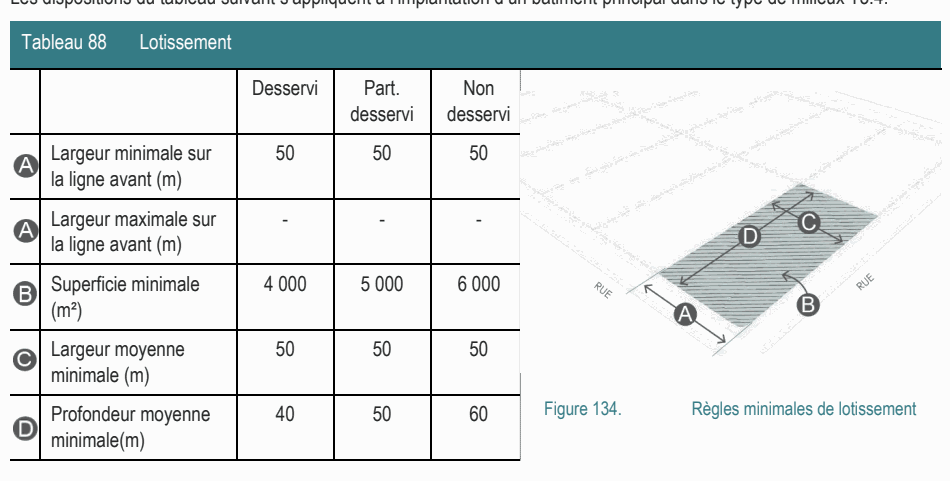 Les dispositions du tableau suivant s'appliquent à l'implantation d'un bâtiment principal dans le type de milieux T3.4.
Tableau 88 Lotissement
Desservi Part. desservi Non desservi
A Largeur minimale sur la ligne avant (m) 50 50 50
A Largeur maximale sur la ligne avant (m) - - -
B Superficie minimale (m²) 4 000 5 000 6 000
C Largeur moyenne minimale (m) 50 50 50
D Profondeur moyenne minimale(m) 40 50 60
D
C
A
B
RUE
RUE
Figure 134. Règles minimales de lotissement